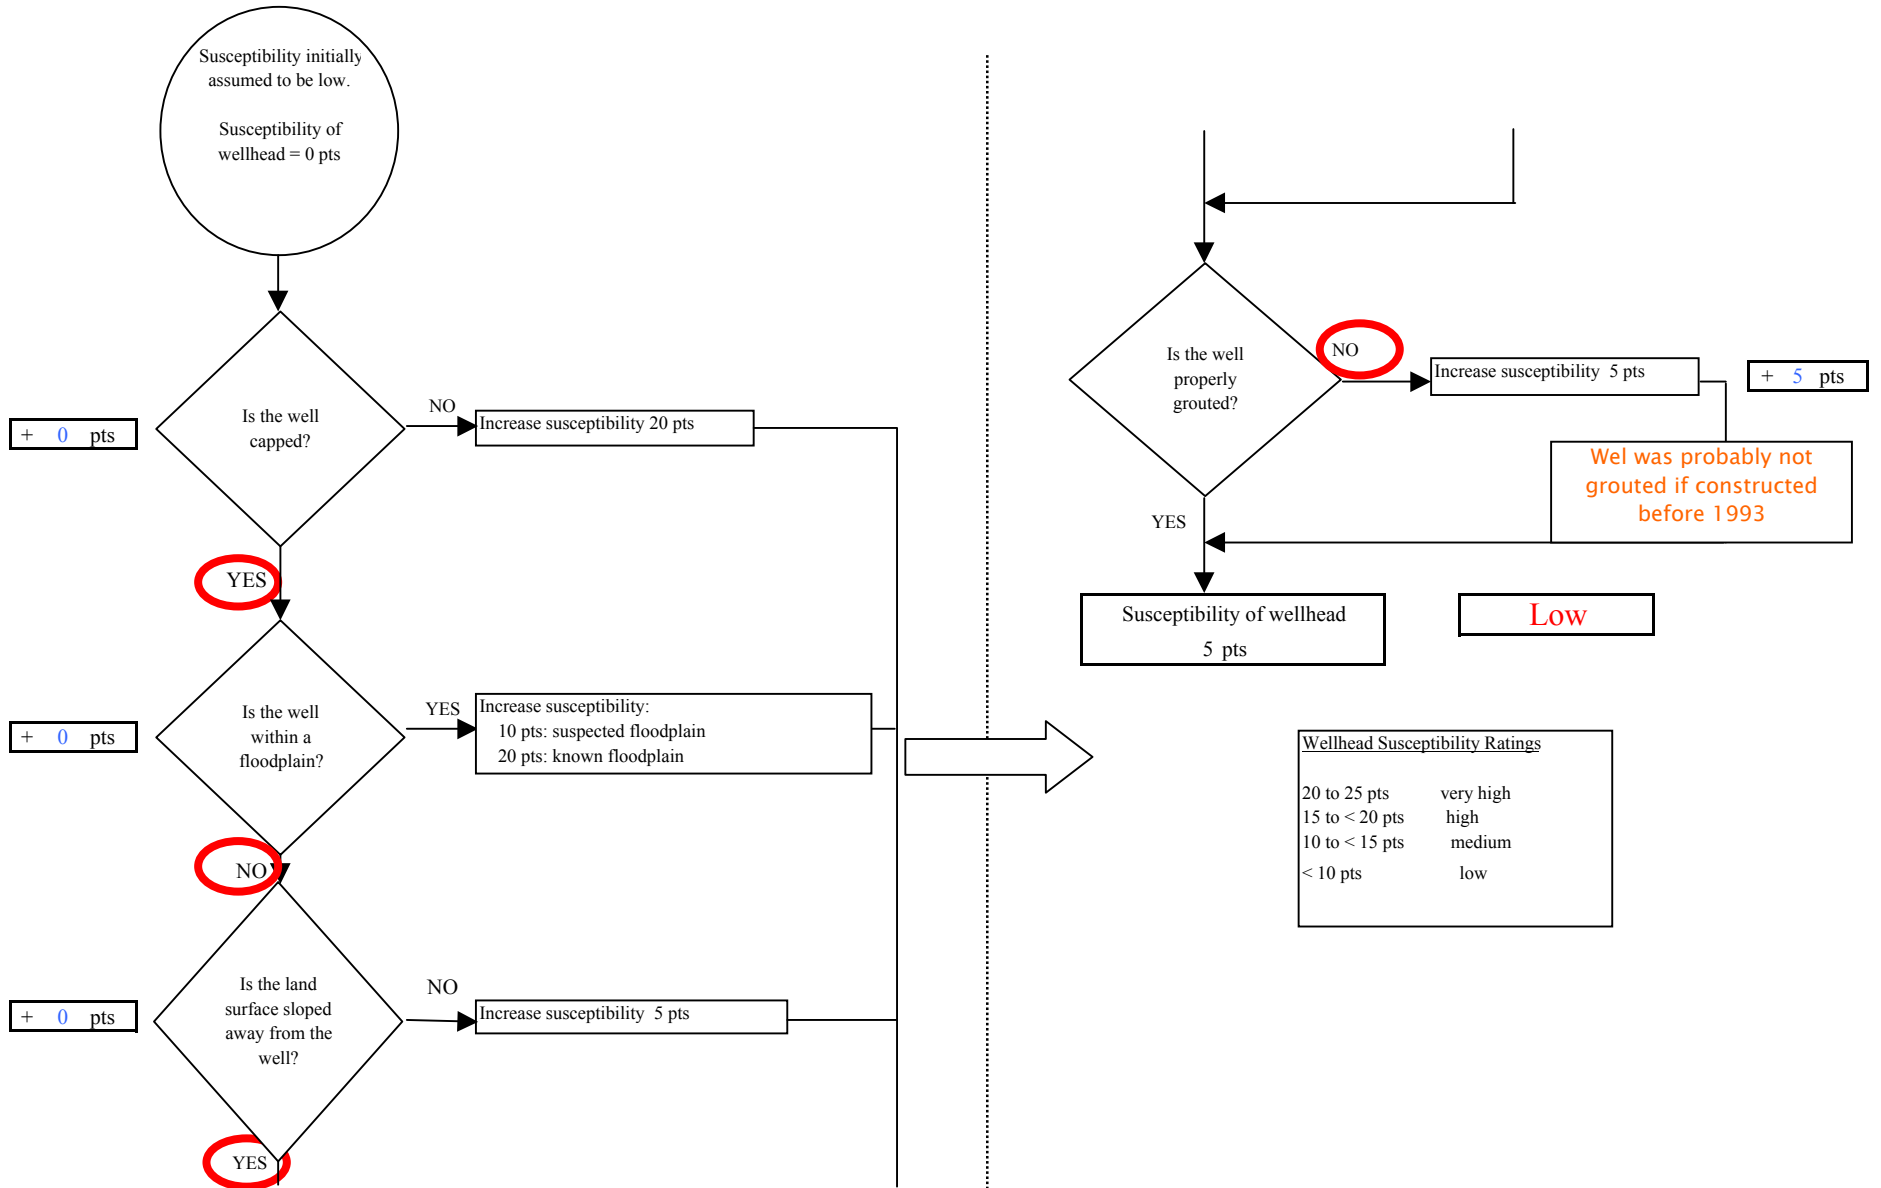 Susceptibility initially
assumed to be low.
Susceptibility of
wellhead = 0 pts
Is the well
capped?
NO
Increase susceptibility 20 pts
+ 0 pts
YES
Is the well
within a
floodplain?
YES
Increase susceptibility:
10 pts: suspected floodplain
20 pts: known floodplain
+ 0 pts
NO
Is the land
surface sloped
away from the
well?
NO
Increase susceptibility 5 pts
+ 0 pts
YES
Is the well
properly
grouted?
NO
Increase susceptibility 5 pts
+ 5 pts
Wel was probably not
grouted if constructed
before 1993
YES
Susceptibility of wellhead
5 pts
Low
Wellhead Susceptibility Ratings
20 to 25 pts very high
15 to < 20 pts high
10 to < 15 pts medium
< 10 pts low